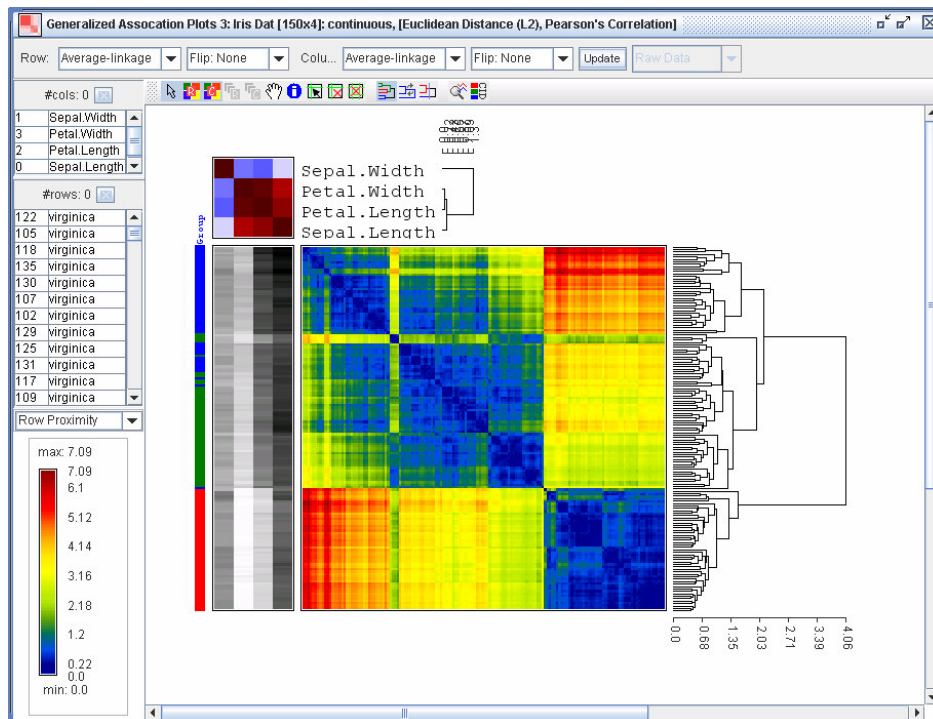 Generalized Assocation Plots 3: Iris Dat [150x4]: continuous, [Euclidean Distance (L2), Pearson's Correlation]
Row: Average-linkage Flip: None Colu... Average-linkage Flip: None Update Raw Data
#cols: 0
1 Sepal.Width
3 Petal.Width
2 Petal.Length
0 Sepal.Length
#rows: 0
122 virginica
105 virginica
118 virginica
135 virginica
130 virginica
107 virginica
102 virginica
129 virginica
125 virginica
131 virginica
117 virginica
109 virginica
Row Proximity
max: 7.09
7.09
6.1
5.12
4.14
3.16
2.18
1.2
0.22
0.0
min: 0.0
Sepal.Width
Petal.Width
Petal.Length
Sepal.Length
Group
0.0 0.68 1.35 2.03 2.71 3.39 4.06